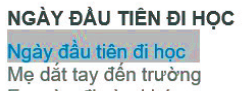 NGÀY ĐẦU TIÊN ĐI HỌC
Ngày đầu tiên đi học
Mẹ dắt tay đến trường